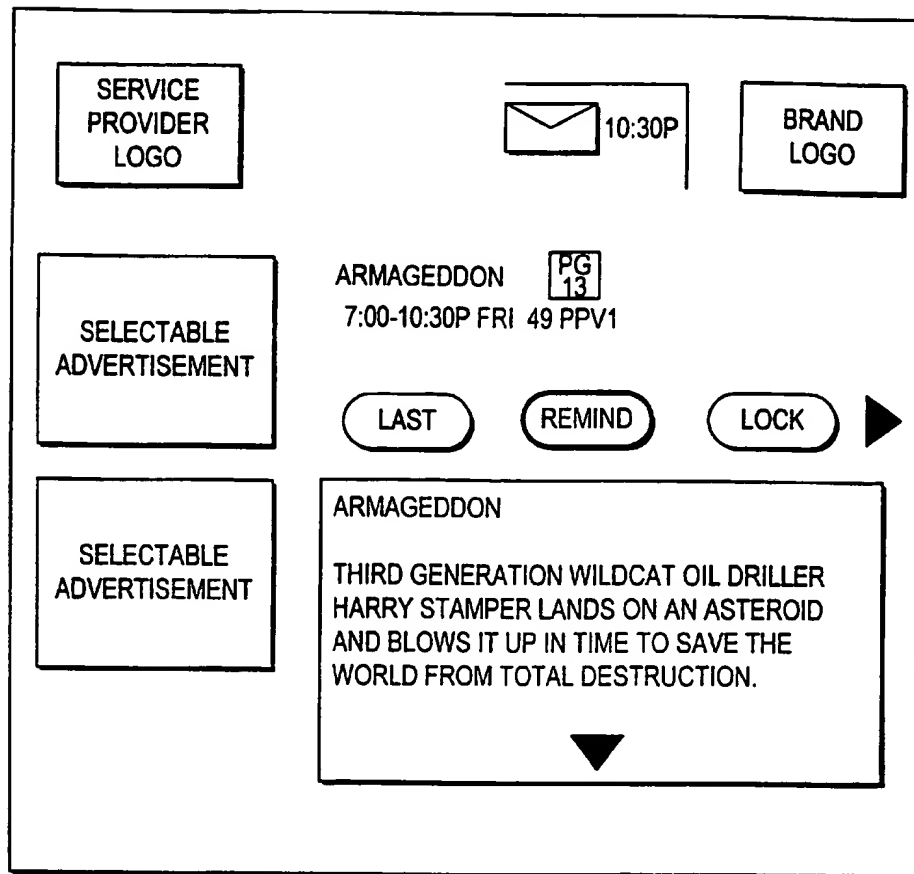 SERVICE
PROVIDER
LOGO
10:30P
BRAND
LOGO
SELECTABLE
ADVERTISEMENT
ARMAGEDDON PG
13
7:00-10:30P FRI 49 PPV1
LAST REMIND LOCK
SELECTABLE
ADVERTISEMENT
ARMAGEDDON
THIRD GENERATION WILDCAT OIL DRILLER
HARRY STAMPER LANDS ON AN ASTEROID
AND BLOWS IT UP IN TIME TO SAVE THE
WORLD FROM TOTAL DESTRUCTION.